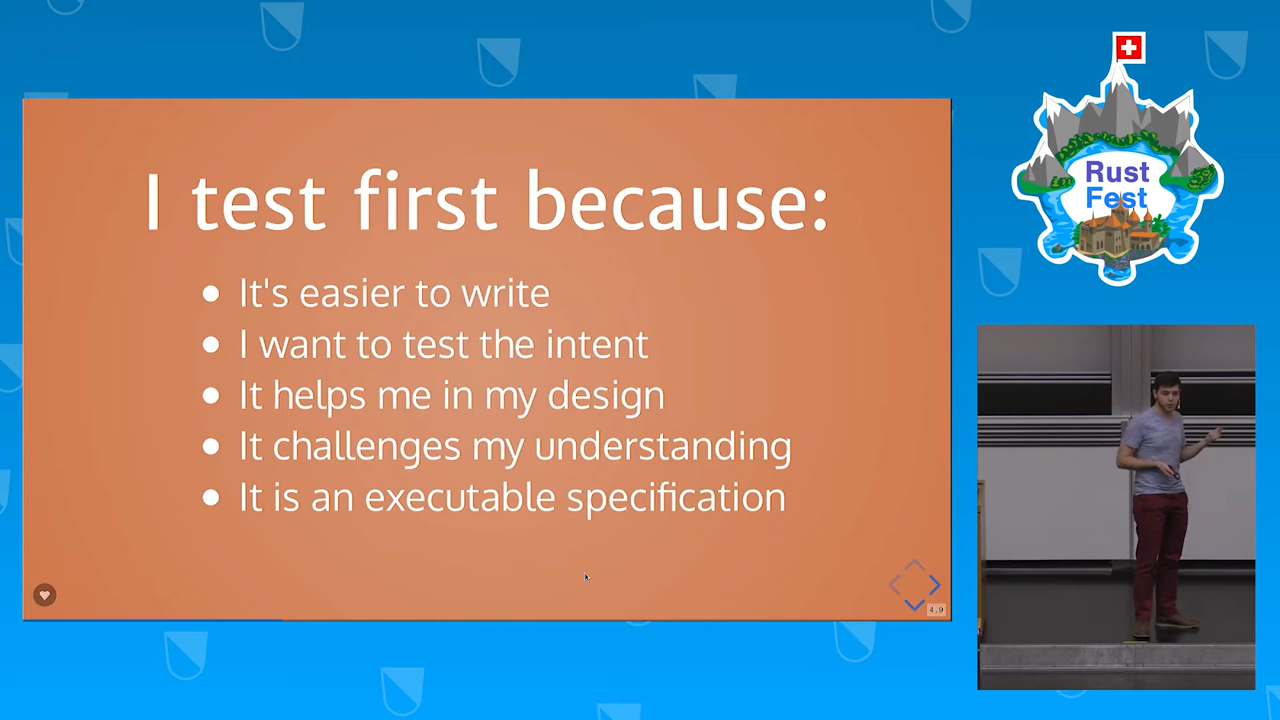 I test first because:
It's easier to write
I want to test the intent
It helps me in my design
It challenges my understanding
It is an executable specification
4.9
Rust
Fest